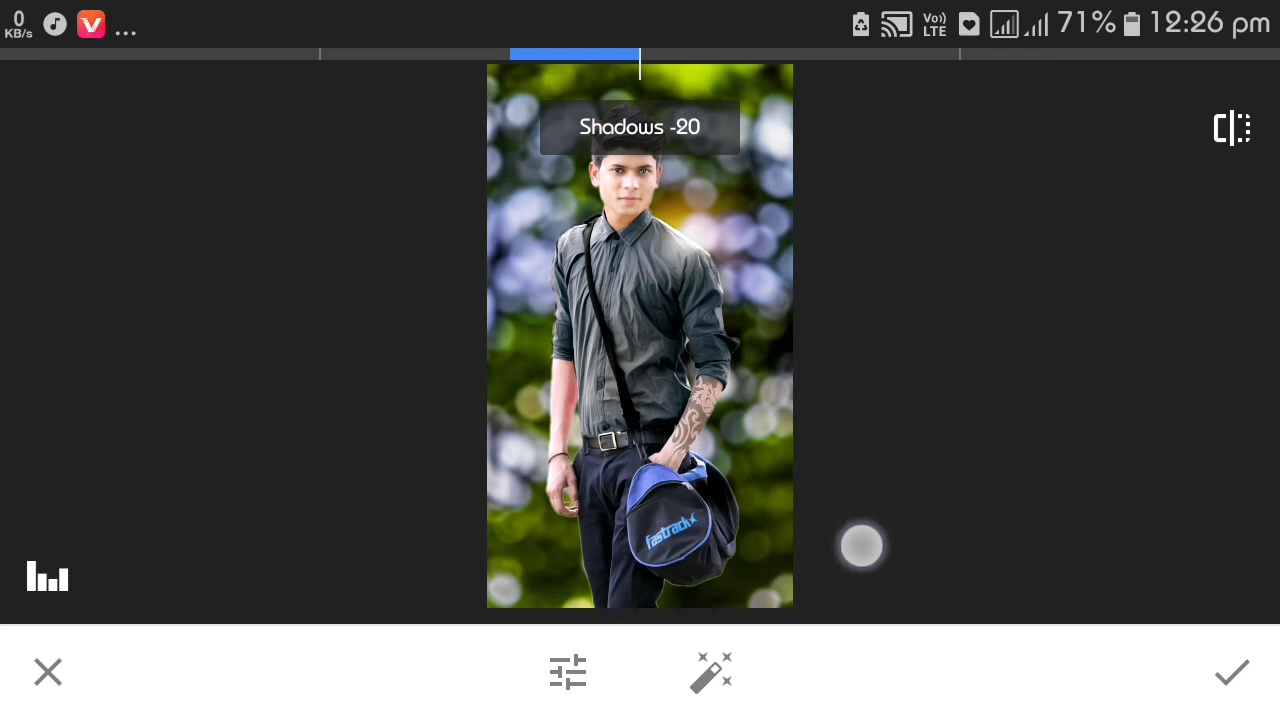 0
KB/s
...
Vo))
LTE
71%
12:26 pm
Shadows -20
fastrack